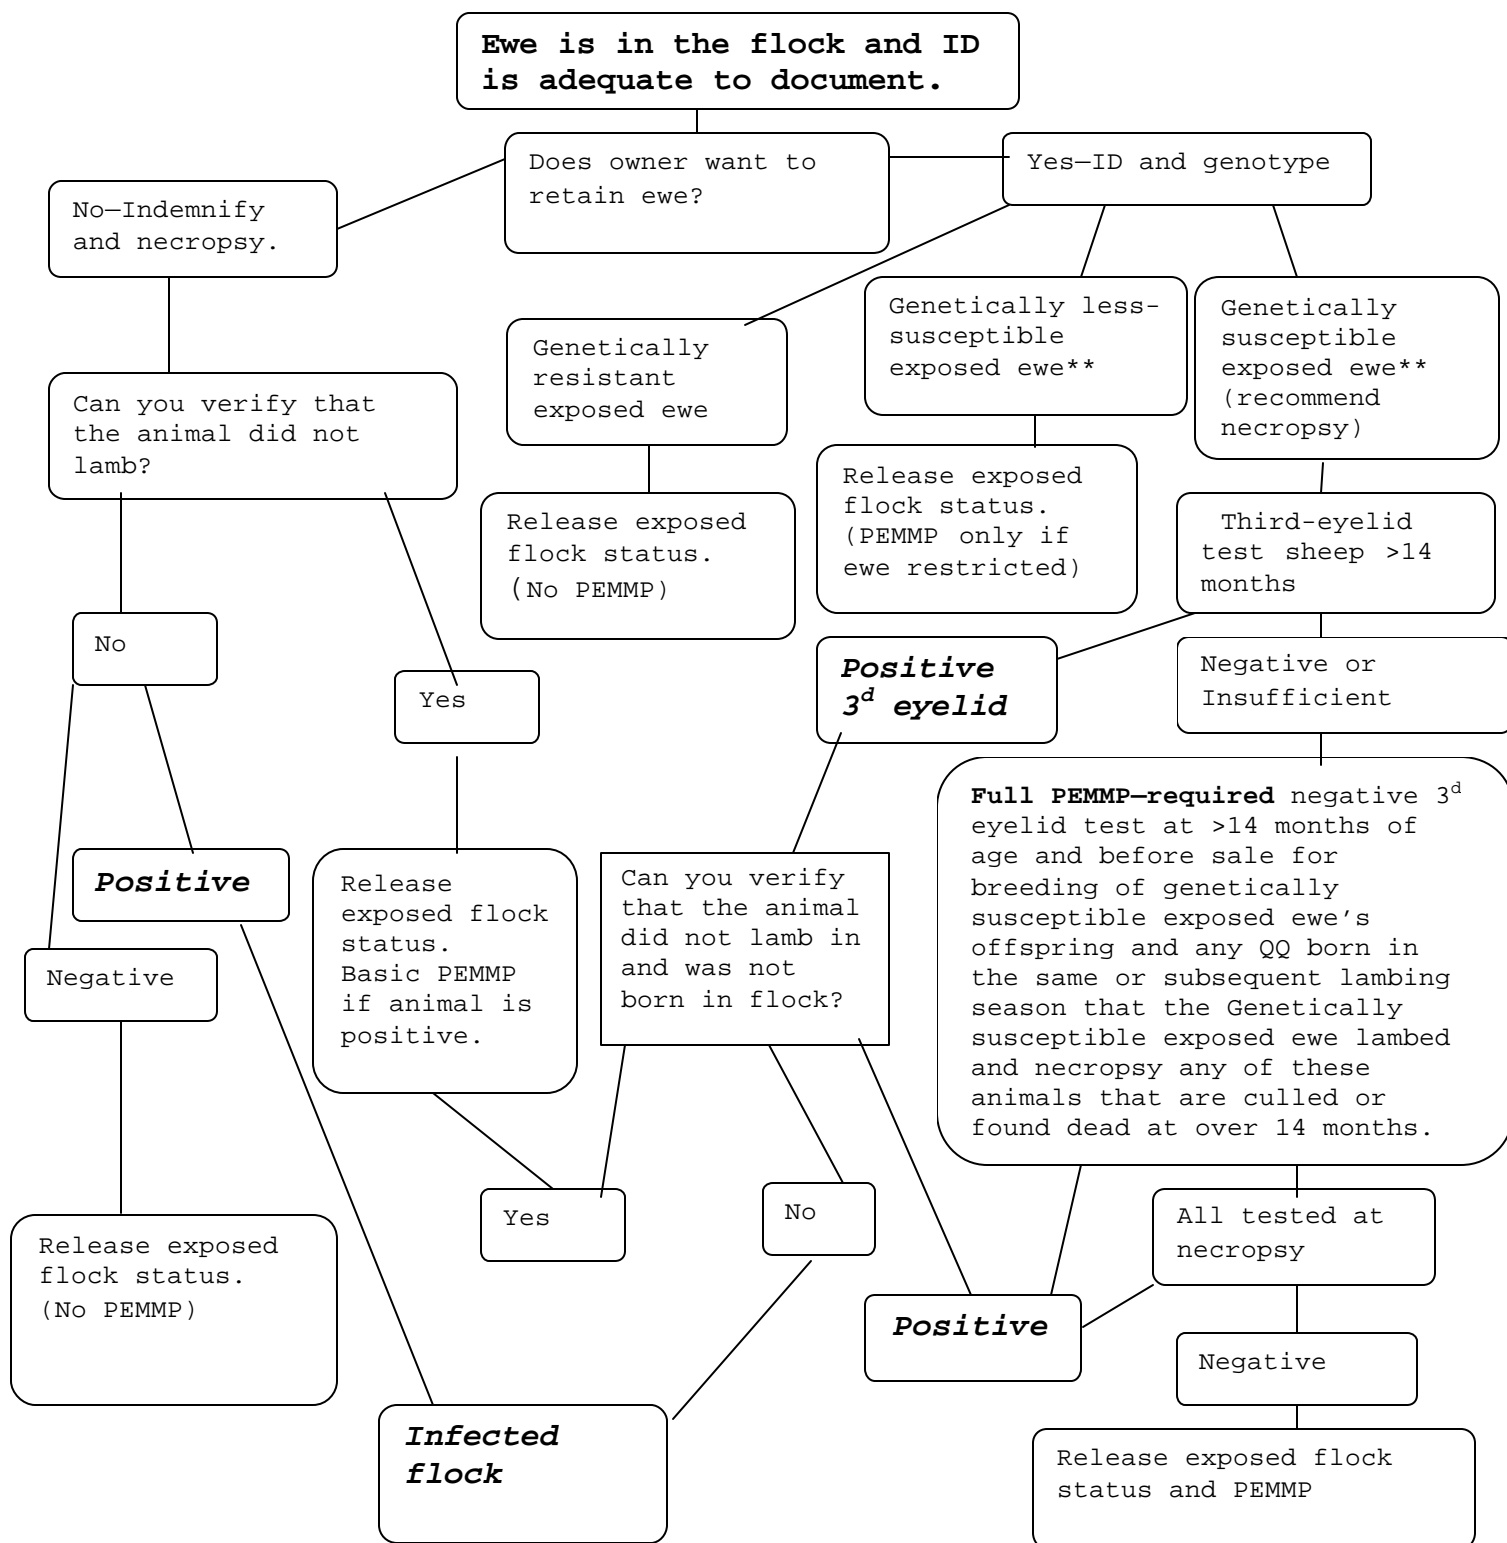 Ewe is in the flock and ID
is adequate to document.
Does owner want to
retain ewe?
Yes—ID and genotype
No—Indemnify
and necropsy.
Genetically
resistant
exposed ewe
Genetically less-
susceptible
exposed ewe**
Genetically
susceptible
exposed ewe**
(recommend
necropsy)
Can you verify that
the animal did not
lamb?
Release exposed
flock status.
(No PEMMP)
Release exposed
flock status.
(PEMMP only if
ewe restricted)
Third-eyelid
test sheep >14
months
No
Yes
Positive
3d eyelid
Negative or
Insufficient
Positive
Negative
Release
exposed flock
status.
Basic PEMMP
if animal is
positive.
Can you verify
that the animal
did not lamb in
and was not
born in flock?
Full PEMMP—required negative 3d
eyelid test at >14 months of
age and before sale for
breeding of genetically
susceptible exposed ewe’s
offspring and any QQ born in
the same or subsequent lambing
season that the Genetically
susceptible exposed ewe lambed
and necropsy any of these
animals that are culled or
found dead at over 14 months.
Yes
No
All tested at
necropsy
Release exposed
flock status.
(No PEMMP)
Positive
Negative
Infected
flock
Release exposed flock
status and PEMMP